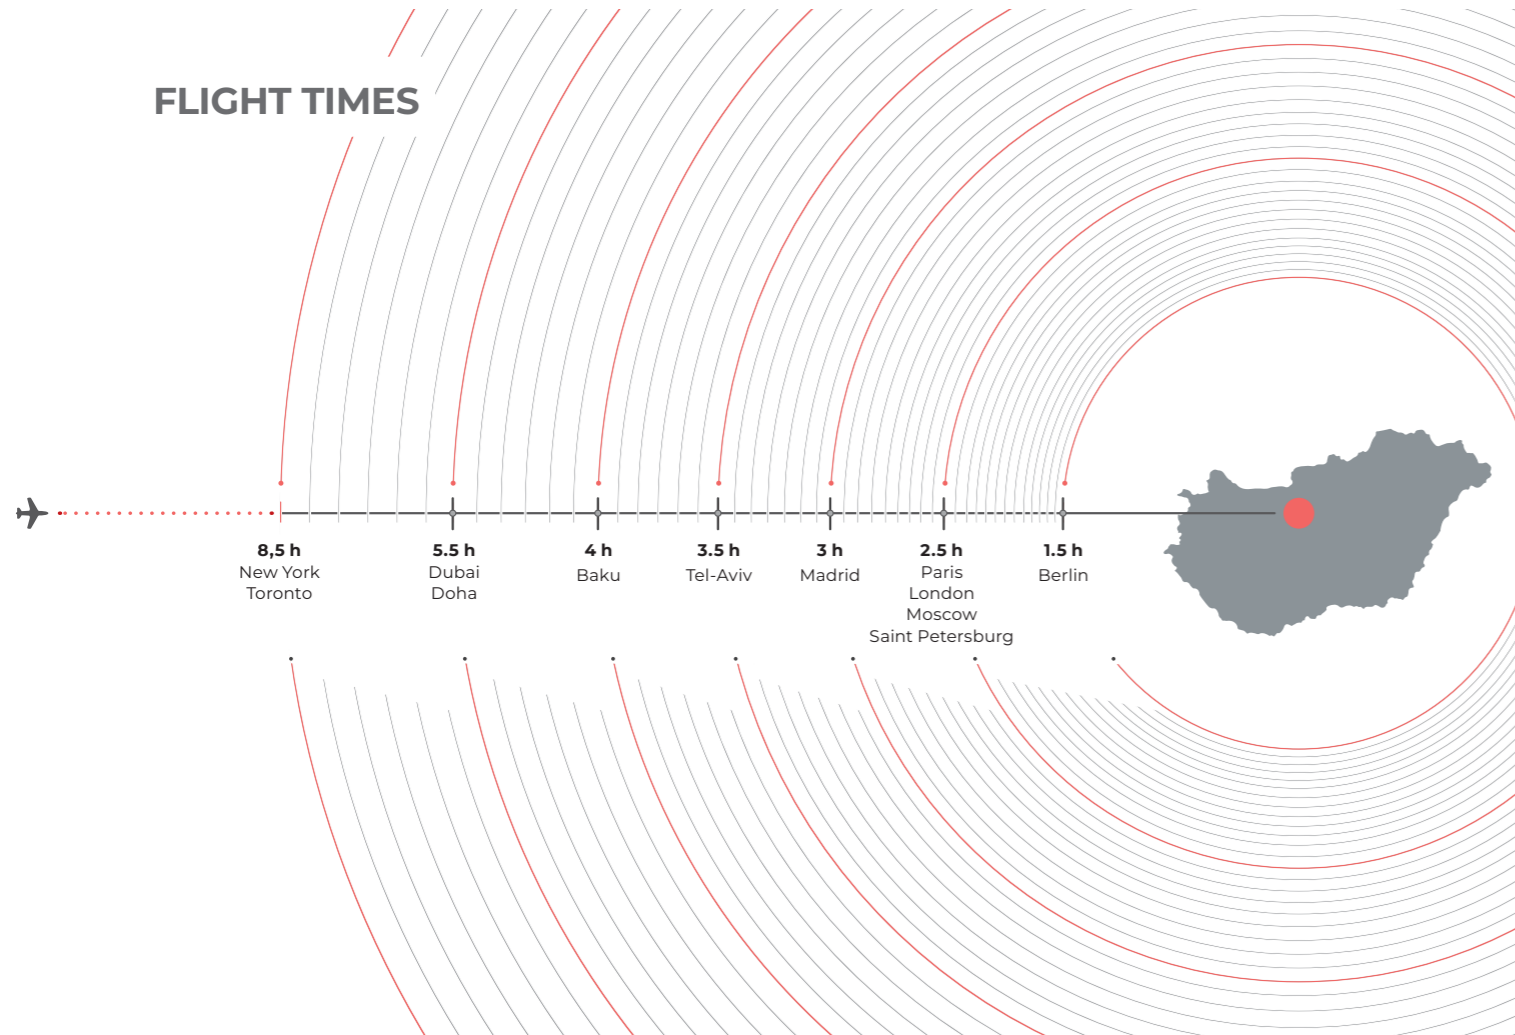 FLIGHT TIMES
8,5 h
New York
Toronto
5.5 h
Dubai
Doha
4 h
Baku
3.5 h
Tel-Aviv
3 h
Madrid
2.5 h
Paris
London
Moscow
Saint Petersburg
1.5 h
Berlin